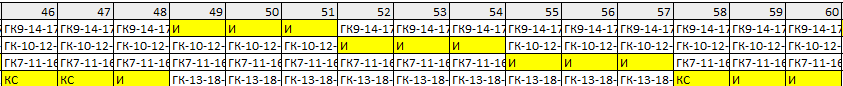 46 47 48 49 50 51 52 53 54 55 56 57 58 59 60
ГК9-14-17 ГК9-14-17 ГК9-14-17 И И И ГК9-14-17 ГК9-14-17 ГК9-14-17 ГК9-14-17 ГК9-14-17 ГК9-14-17 ГК9-14-17 ГК9-14-17 ГК9-14-17
ГК-10-12- ГК-10-12- ГК-10-12- ГК-10-12- ГК-10-12- ГК-10-12- И И И ГК-10-12- ГК-10-12- ГК-10-12- ГК-10-12- ГК-10-12- ГК-10-12-
ГК7-11-16 ГК7-11-16 ГК7-11-16 ГК7-11-16 ГК7-11-16 ГК7-11-16 ГК7-11-16 ГК7-11-16 ГК7-11-16 И И И ГК7-11-16 ГК7-11-16 ГК7-11-16
КС КС И ГК-13-18- ГК-13-18- ГК-13-18- ГК-13-18- ГК-13-18- ГК-13-18- ГК-13-18- ГК-13-18- ГК-13-18- КС И И